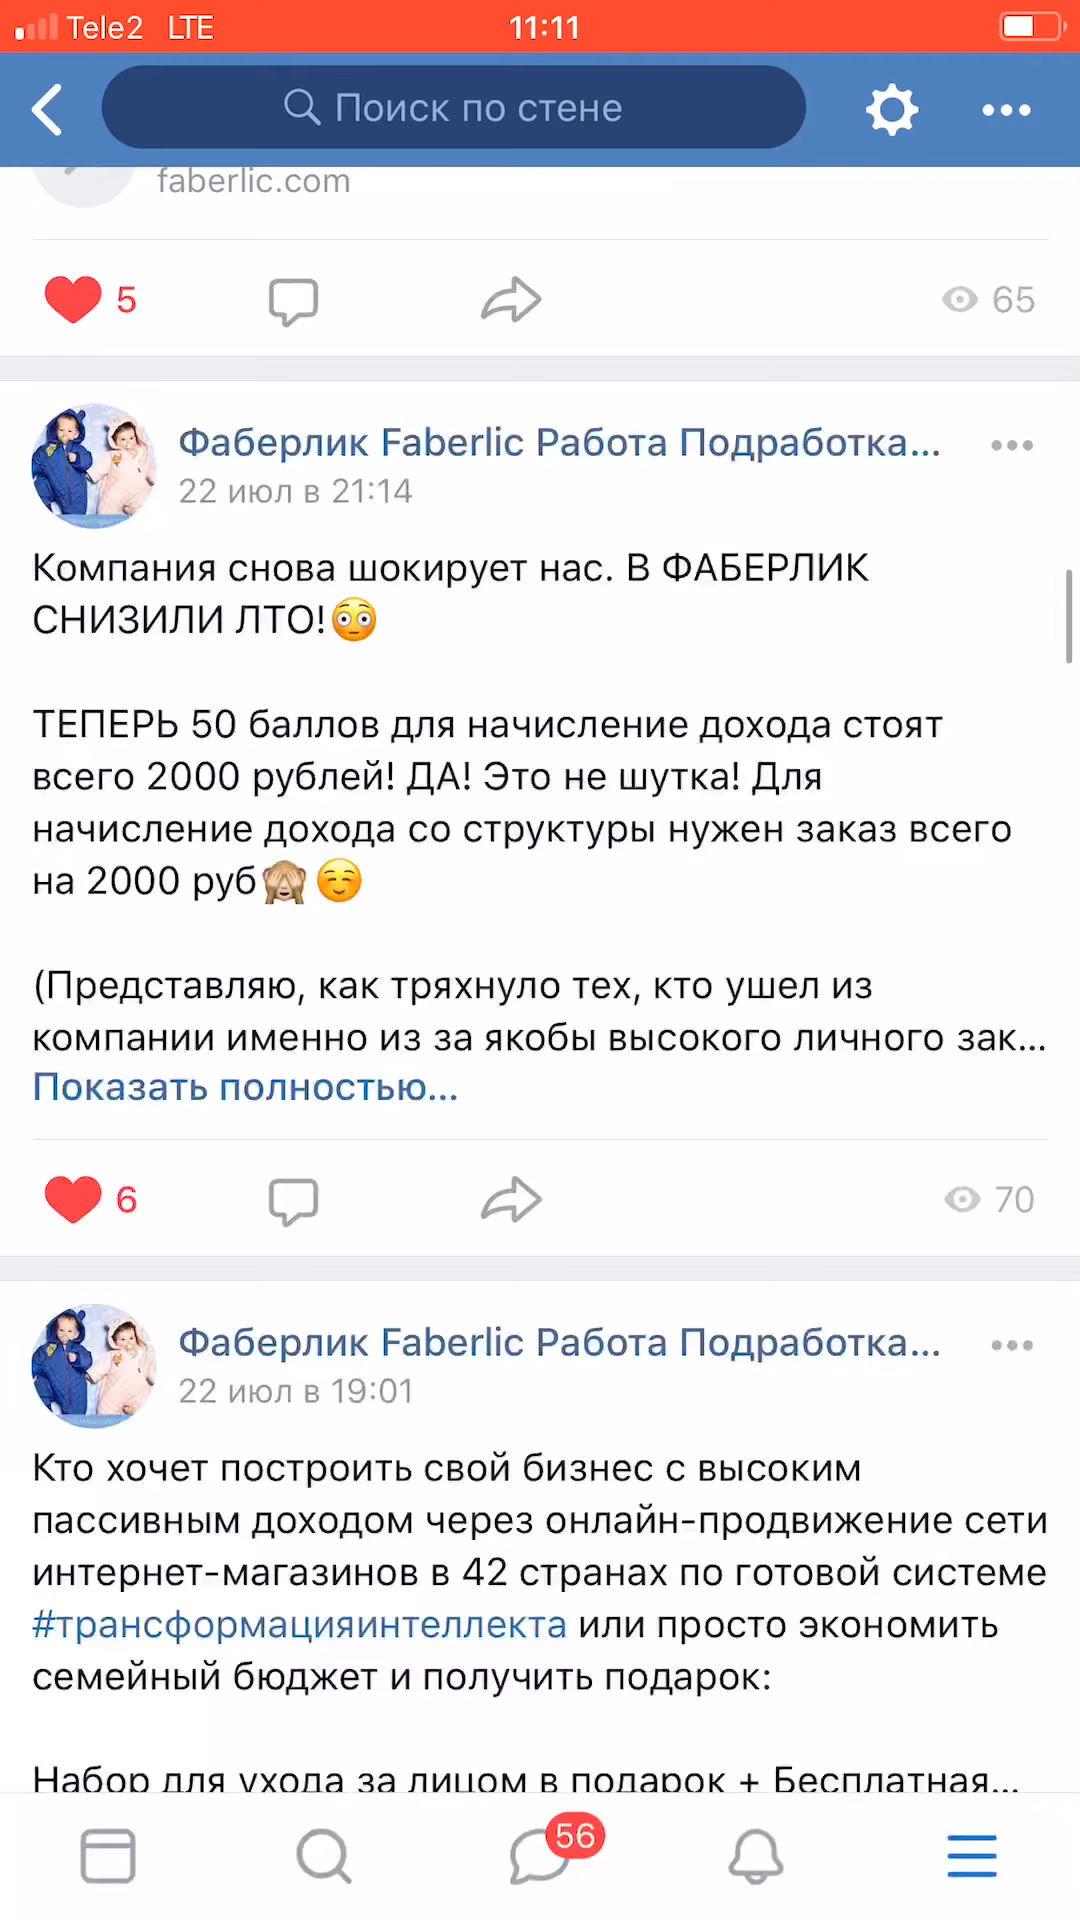 Tele2 LTE 11:11
Поиск по стене
faberlic.com
5 65
Фаберлик Faberlic Работа Подработка...
22 июл в 21:14
Компания снова шокирует нас. В ФАБЕРЛИК
СНИЗИЛИ ЛТО!😳
ТЕПЕРЬ 50 баллов для начисление дохода стоят
всего 2000 рублей! ДА! Это не шутка! Для
начисление дохода со структуры нужен заказ всего
на 2000 руб🙈☺️
(Представляю, как тряхнуло тех, кто ушел из
компании именно из за якобы высокого личного зак...
Показать полностью...
6 70
Фаберлик Faberlic Работа Подработка...
22 июл в 19:01
Кто хочет построить свой бизнес с высоким
пассивным доходом через онлайн-продвижение сети
интернет-магазинов в 42 странах по готовой системе
#трансформацияинтеллекта или просто экономить
семейный бюджет и получить подарок:
Набор для ухода за лицом в подарок + Бесплатная...
56